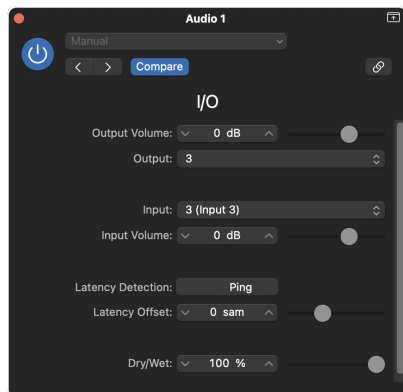 Audio 1
Manual
Compare
I/O
Output Volume: 0 dB
Output: 3
Input: 3 (Input 3)
Input Volume: 0 dB
Latency Detection: Ping
Latency Offset: 0 sam
Dry/Wet: 100 %